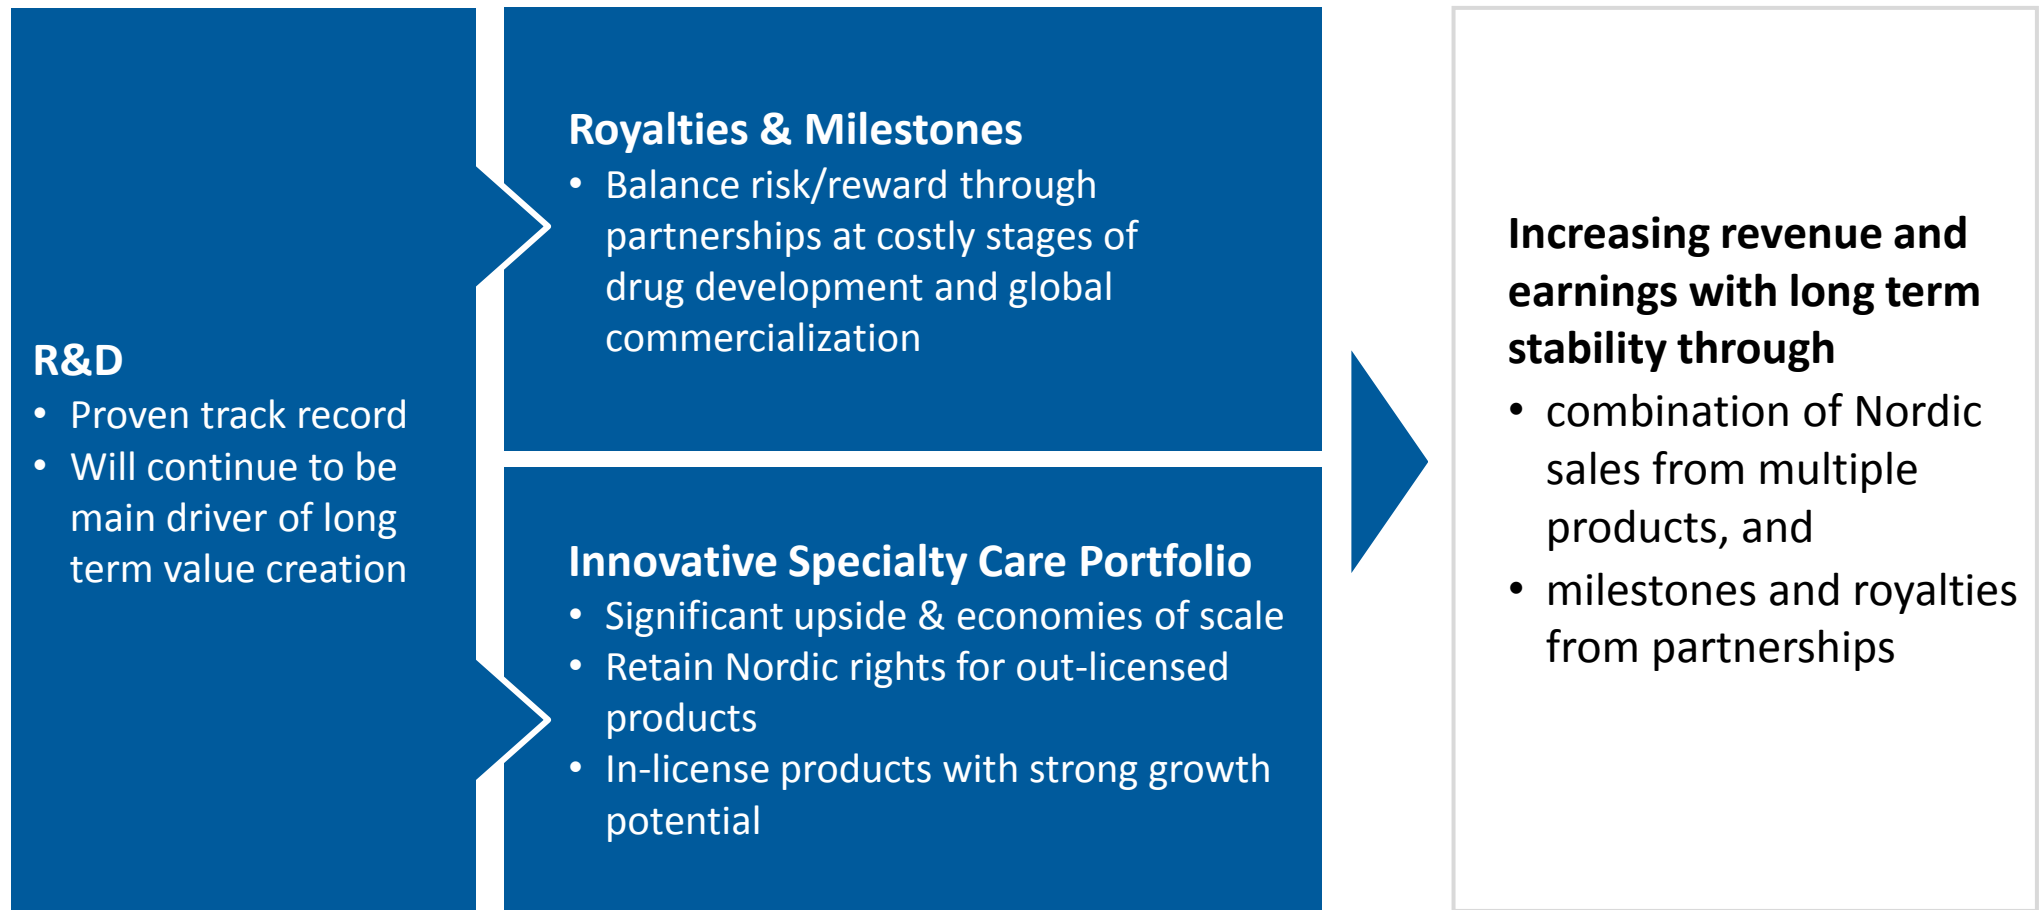 R&D
• Proven track record
• Will continue to be
main driver of long
term value creation
Royalties & Milestones
• Balance risk/reward through
partnerships at costly stages of
drug development and global
commercialization
Innovative Specialty Care Portfolio
• Significant upside & economies of scale
• Retain Nordic rights for out-licensed
products
• In-license products with strong growth
potential
Increasing revenue and
earnings with long term
stability through
• combination of Nordic
sales from multiple
products, and
• milestones and royalties
from partnerships